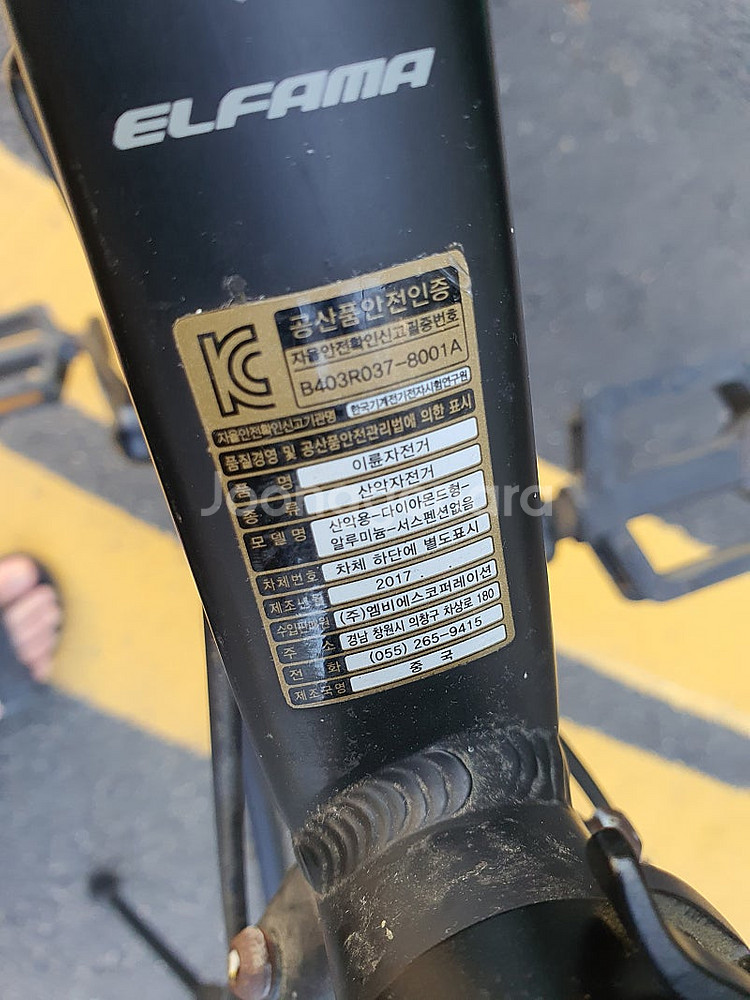 ELFAMA
공산품안전인증
자율안전확인신고필증번호
B403R037-8001A
자율안전확인신고기관명 한국기계전기전자시험연구원
품질경영 및 공산품안전관리법에 의한 표시
품 명 이륜자전거
종 류 산악자전거
모델명 산악용-다이아몬드형-
알루미늄-서스펜션없음
차체번호 차체 하단에 별도표시
제조년월 2017 .
수입판매원 (주)엠비에스코퍼레이션
주 소 경남 창원시 의창구 차상로 180
전 화 (055) 265-9415
제조국명 중 국